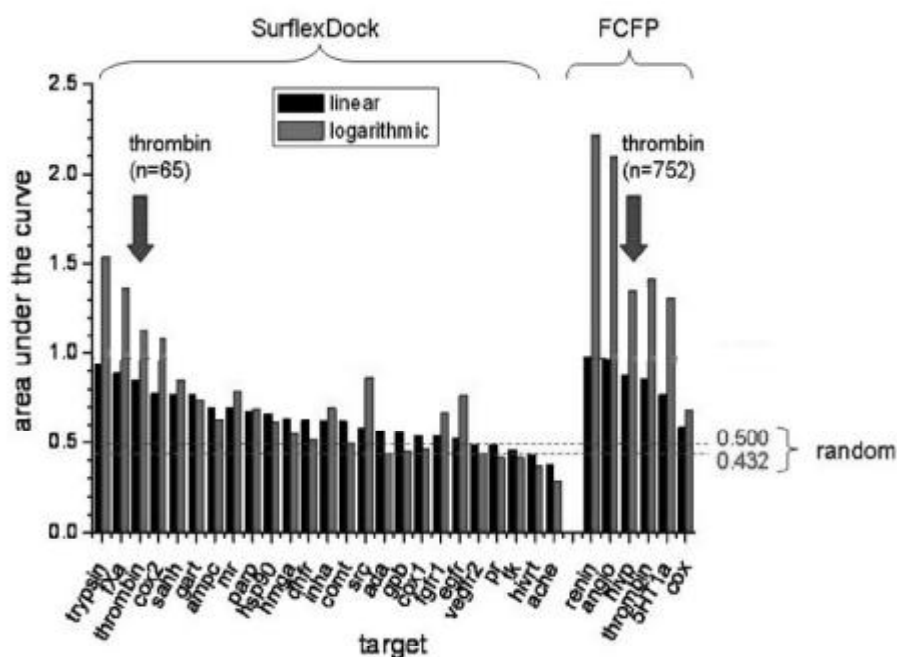 SurflexDock
FCFP
2.5
2.0
1.5
1.0
0.5
0.0
area under the curve
linear
logarithmic
thrombin
(n=65)
thrombin
(n=752)
0.500
0.432
random
trypsin
fXa
thrombin
cox2
sahh
gart
ampc
mr
parp
hsp90
hmga
dhfr
inha
comt
src
ada
gpb
cox1
fgfr1
egfr
vegfr2
pr
tk
hivrt
ache
renin
angio
thrombin
5HT1a
cox
target